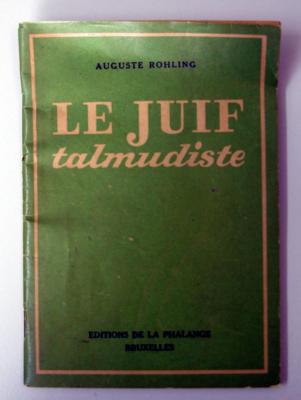 AUGUSTE ROHLING
LE JUIF
talmudiste
EDITIONS DE LA PHALANGE
BRUXELLES